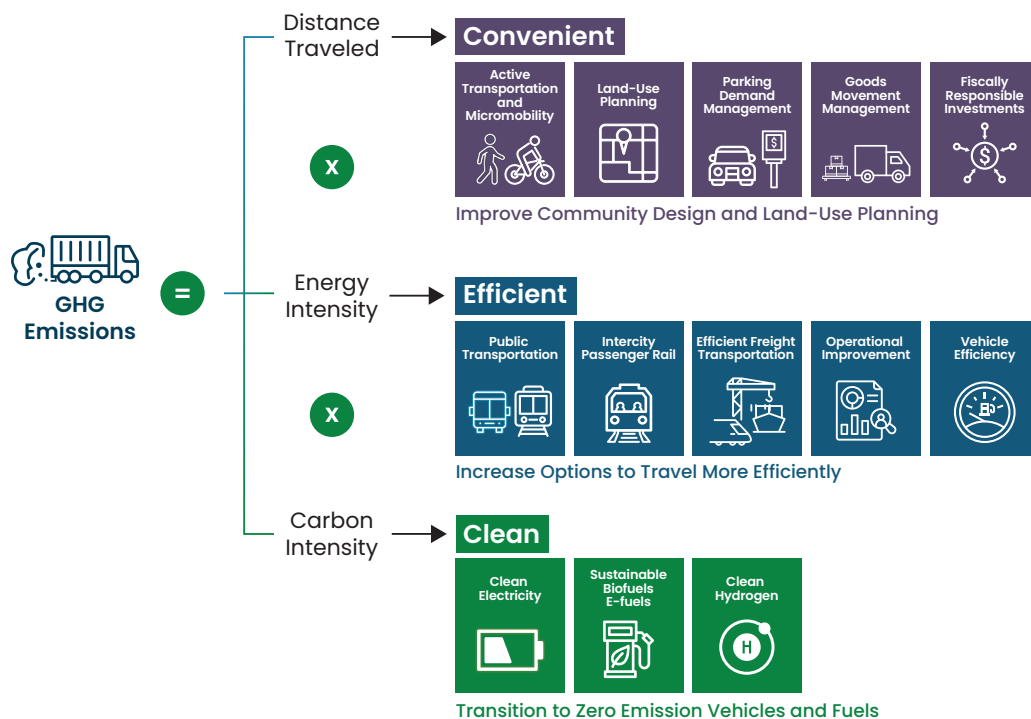 Distance
Traveled
Convenient
Active
Transportation
and
Micromobility
Land-Use
Planning
Parking
Demand
Management
$
Goods
Movement
Management
Fiscally
Responsible
Investments
$
Improve Community Design and Land-Use Planning
X
GHG
Emissions
=
Energy
Intensity
Efficient
Public
Transportation
Intercity
Passenger Rail
Efficient Freight
Transportation
Operational
Improvement
Vehicle
Efficiency
Increase Options to Travel More Efficiently
X
Carbon
Intensity
Clean
Clean
Electricity
Sustainable
Biofuels
E-fuels
Clean
Hydrogen
H
Transition to Zero Emission Vehicles and Fuels